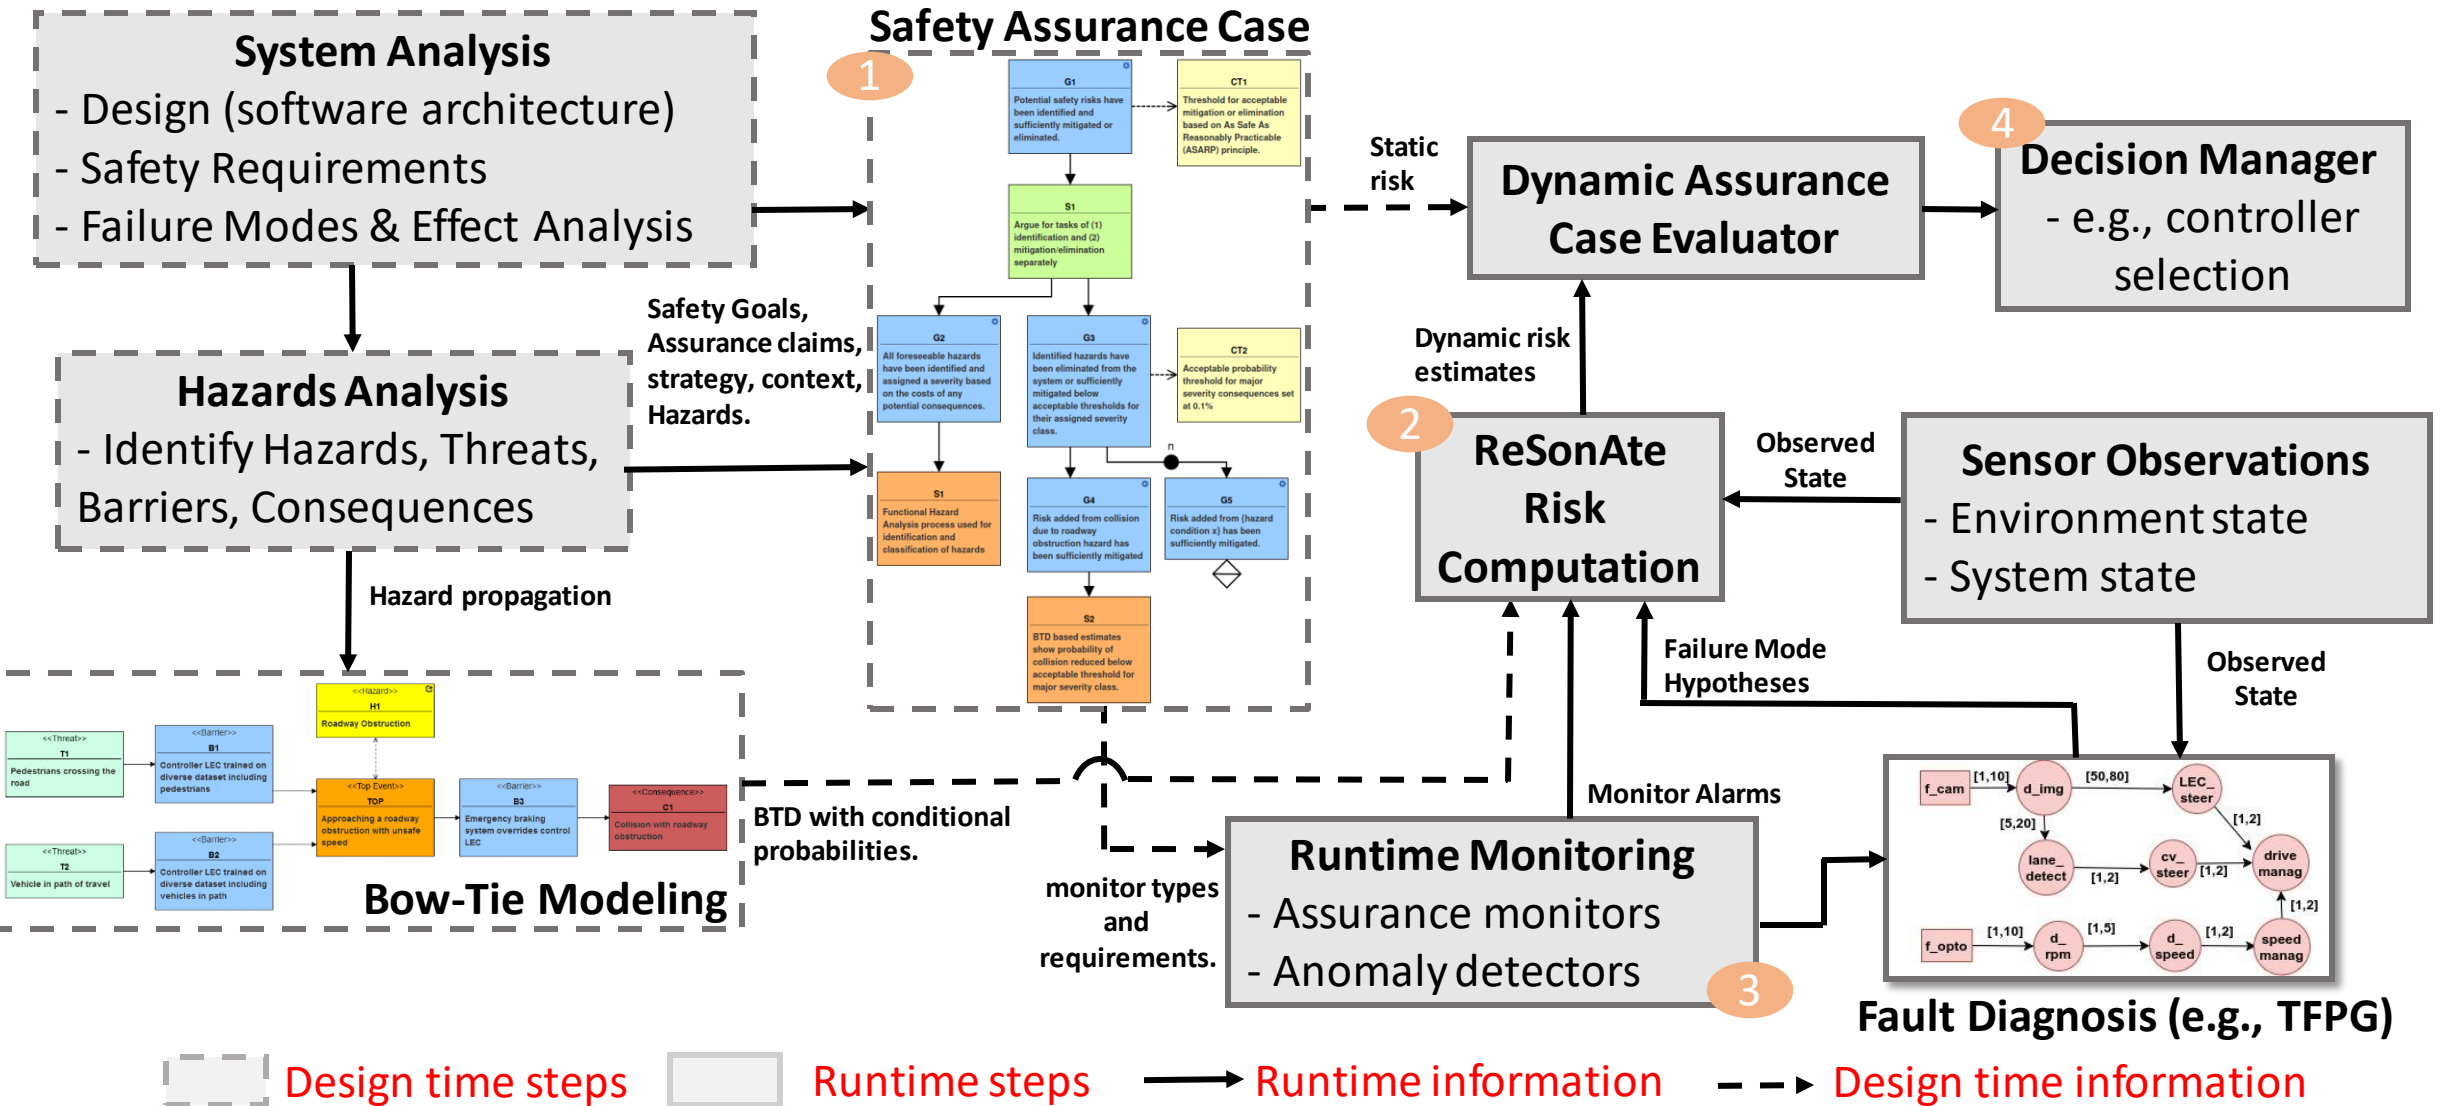 System Analysis
- Design (software architecture)
- Safety Requirements
- Failure Modes & Effect Analysis
Hazards Analysis
- Identify Hazards, Threats,
Barriers, Consequences
Safety Goals,
Assurance claims,
strategy, context,
Hazards.
Hazard propagation
<<Hazard>>
H1
Roadway Obstruction
<<Threat>>
T1
Pedestrians crossing the
road
<<Barrier>>
B1
Controller LEC trained on
diverse dataset including
pedestrians
<<Top Event>>
TOP
Approaching a roadway
obstruction with unsafe
speed
<<Barrier>>
B3
Emergency braking
system overrides control
LEC
<<Consequence>>
C1
Collision with roadway
obstruction
<<Threat>>
T2
Vehicle in path of travel
<<Barrier>>
B2
Controller LEC trained on
diverse dataset including
vehicles in path
Bow-Tie Modeling
BTD with conditional
probabilities.
Safety Assurance Case
1
G1
Potential safety risks have
been identified and
sufficiently mitigated or
eliminated.
CT1
Threshold for acceptable
mitigation or elimination
based on As Safe As
Reasonably Practicable
(ASARP) principle.
S1
Argue for tasks of (1)
identification and (2)
mitigation/elimination
separately
G2
All foreseeable hazards
have been identified and
assigned a severity based
on the costs of any
potential consequences.
G3
Identified hazards have
been eliminated from the
system or sufficiently
mitigated below
acceptable thresholds for
their assigned severity
class.
CT2
Acceptable probability
threshold for major
severity consequences set
at 0.1%
n
S1
Functional Hazard
Analysis process used for
identification and
classification of hazards
G4
Risk added from collision
due to roadway
obstruction hazard has
been sufficiently mitigated
G5
Risk added from {hazard
condition x} has been
sufficiently mitigated.
S2
BTD based estimates
show probability of
collision reduced below
acceptable threshold for
major severity class.
Static
risk
Dynamic Assurance
Case Evaluator
4
Decision Manager
- e.g., controller
selection
Dynamic risk
estimates
2
ReSonAte
Risk
Computation
Observed
State
Sensor Observations
- Environment state
- System state
Failure Mode
Hypotheses
Observed
State
Monitor Alarms
monitor types
and
requirements.
Runtime Monitoring
- Assurance monitors
- Anomaly detectors
3
f_cam
[1,10]
d_img
[50,80]
LEC_
steer
[5,20]
[1,2]
lane_
detect
[1,2]
cv_
steer
[1,2]
drive
manag
[1,2]
f_opto
[1,10]
d_
rpm
[1,5]
d_
speed
[1,2]
speed
manag
Fault Diagnosis (e.g., TFPG)
Design time steps
Runtime steps
Runtime information
Design time information